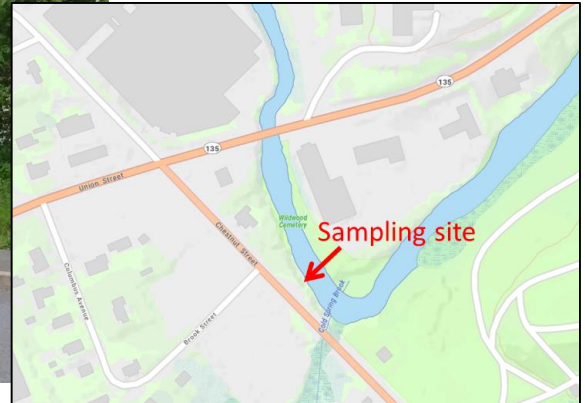 135
135
Union Street
Wildwood
Cemetery
Chestnut Street
Sampling site
Columbus Avenue
Brook Street
Cold Spring Brook